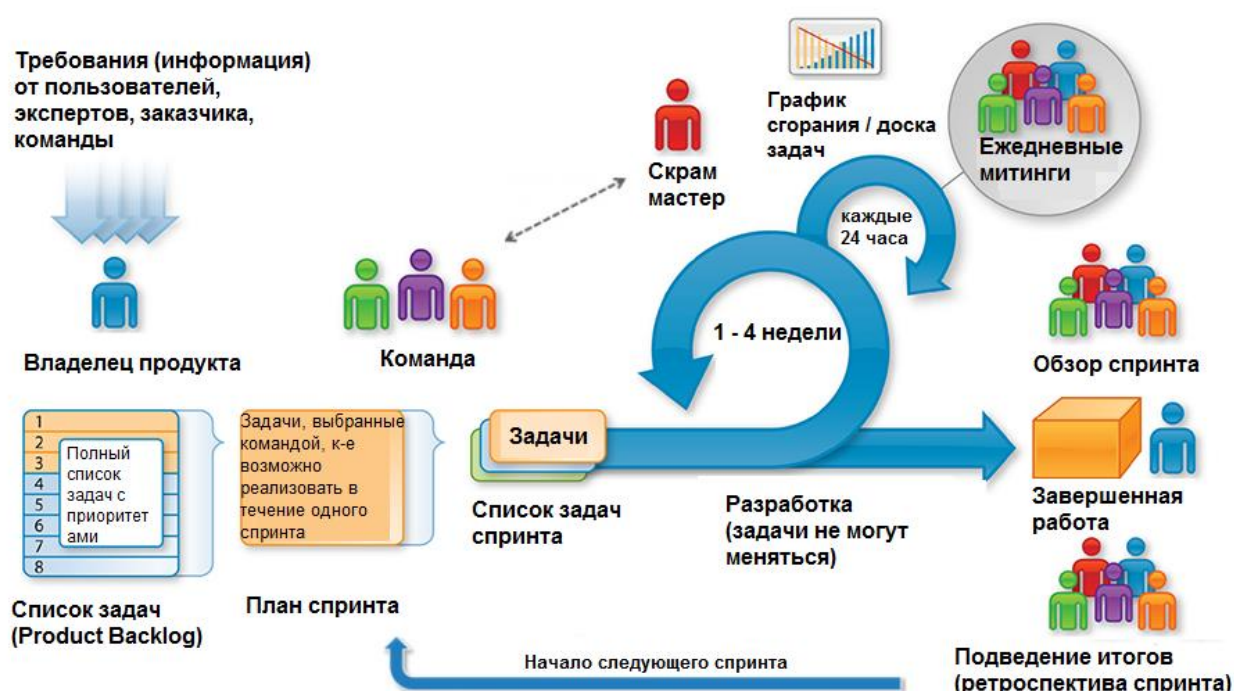 Требования (информация)
от пользователей,
экспертов, заказчика,
команды
Владелец продукта
Команда
Скрам
мастер
График
сгорания / доска
задач
Ежедневные
митинги
каждые
24 часа
1 - 4 недели
Обзор спринта
1
2
3
4
5
6
7
8
Полный
список
задач с
приоритет
ами
Список задач
(Product Backlog)
Задачи, выбранные
командой, к-е
возможно
реализовать в
течение одного
спринта
План спринта
Задачи
Список задач
спринта
Разработка
(задачи не могут
меняться)
Завершенная
работа
Подведение итогов
(ретроспектива спринта)
Начало следующего спринта